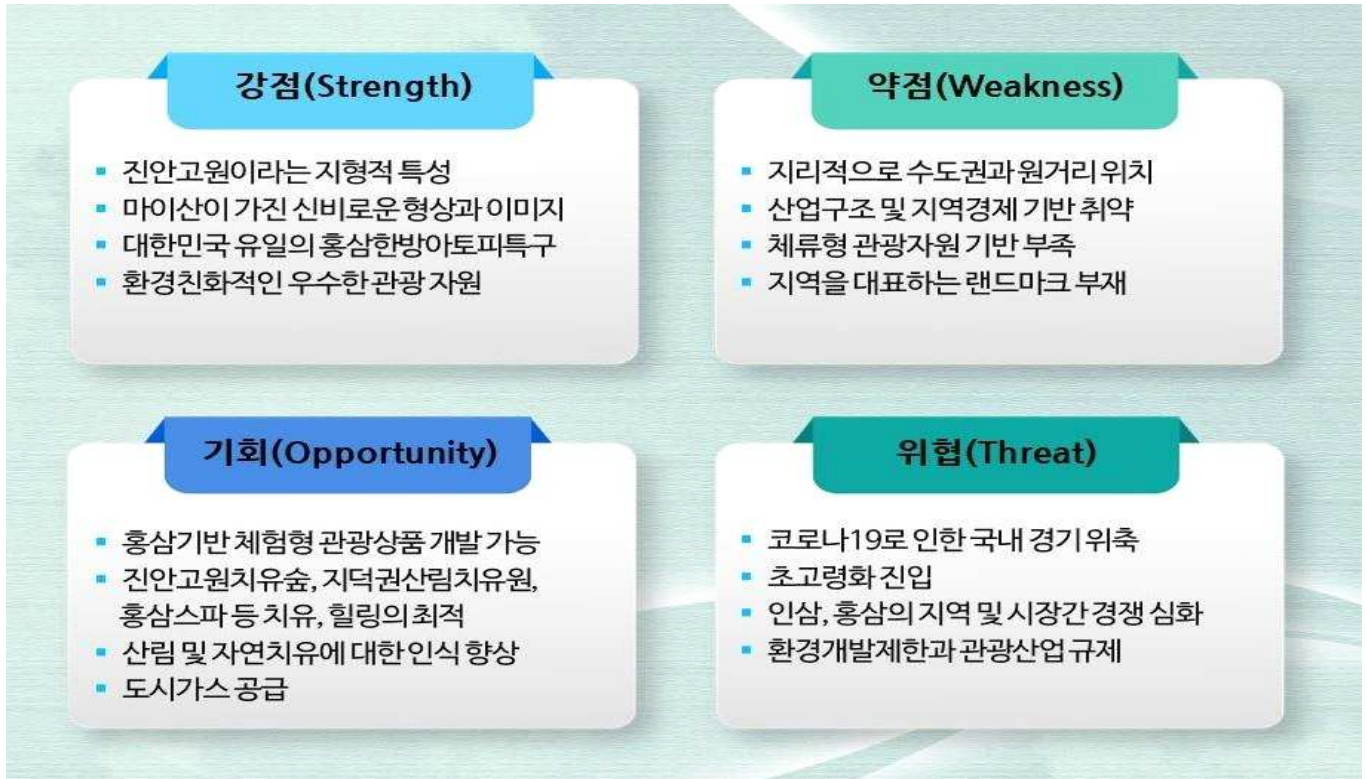 강점(Strength)
▪ 진안고원이라는 지형적 특성
▪ 마이산이 가진 신비로운 형상과 이미지
▪ 대한민국 유일의 홍삼한방아토피특구
▪ 환경친화적인 우수한 관광 자원
약점(Weakness)
▪ 지리적으로 수도권과 원거리 위치
▪ 산업구조 및 지역경제 기반 취약
▪ 체류형 관광자원 기반 부족
▪ 지역을 대표하는 랜드마크 부재
기회(Opportunity)
▪ 홍삼기반 체험형 관광상품 개발 가능
▪ 진안고원치유숲, 지덕권산림치유원,
홍삼스파 등 치유, 힐링의 최적
▪ 산림 및 자연치유에 대한 인식 향상
▪ 도시가스 공급
위협(Threat)
▪ 코로나19로 인한 국내 경기 위축
▪ 초고령화 진입
▪ 인삼, 홍삼의 지역 및 시장간 경쟁 심화
▪ 환경개발제한과 관광산업 규제